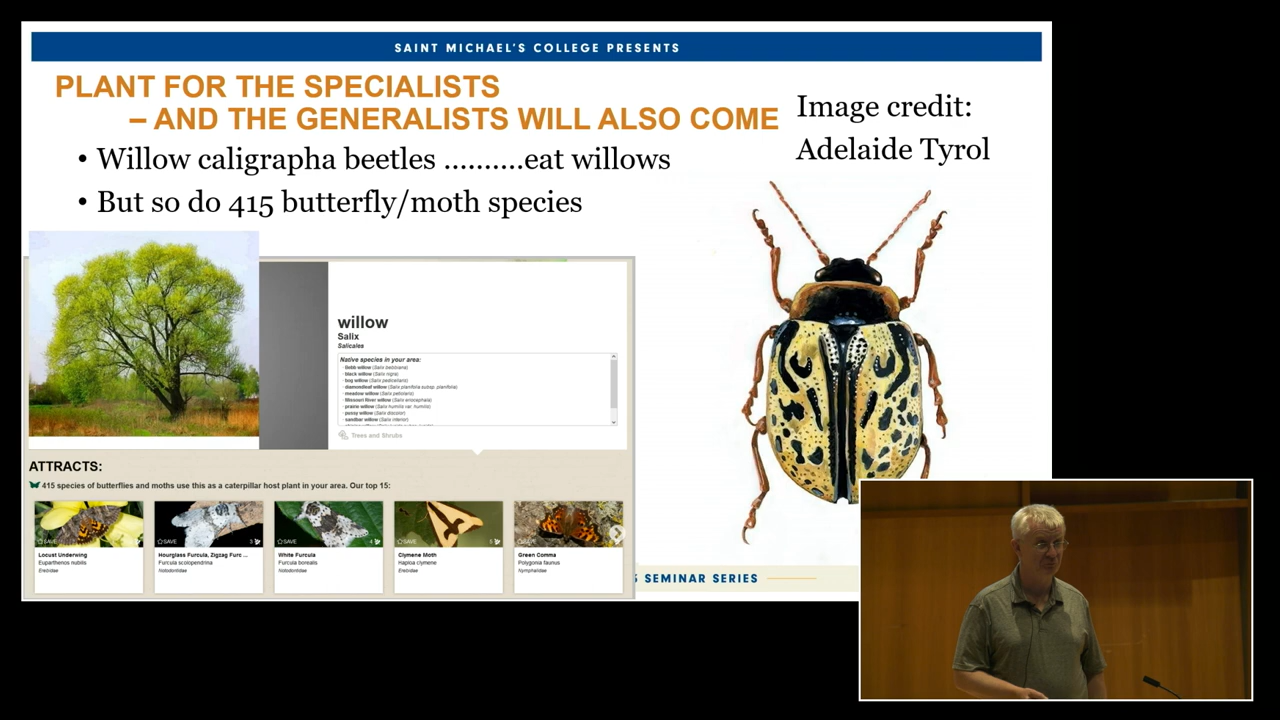 SAINT MICHAEL'S COLLEGE PRESENTS
PLANT FOR THE SPECIALISTS
– AND THE GENERALISTS WILL ALSO COME
Image credit:
Adelaide Tyrol
• Willow caligrapha beetles ..........eat willows
• But so do 415 butterfly/moth species
willow
Salix
Salicales
Native species in your area:
Bebb willow (Salix bebbiana)
black willow (Salix nigra)
bog willow (Salix pedicellaris)
diamondleaf willow (Salix planifolia subsp. planifolia)
meadow willow (Salix petiolaris)
Missouri River willow (Salix eriocephala)
prairie willow (Salix humilis var. humilis)
pussy willow (Salix discolor)
sandbar willow (Salix interior)
Trees and Shrubs
ATTRACTS:
415 species of butterflies and moths use this as a caterpillar host plant in your area. Our top 15:
SAVE
SAVE 3
SAVE 4
SAVE 5
SAVE
Locust Underwing
Euparthenos nubilis
Erebidae
Hourglass Furcula, Zigzag Furc ...
Furcula scolopendrina
Notodontidae
White Furcula
Furcula borealis
Notodontidae
Clymene Moth
Haploa clymene
Erebidae
Green Comma
Polygonia faunus
Nymphalidae
SEMINAR SERIES